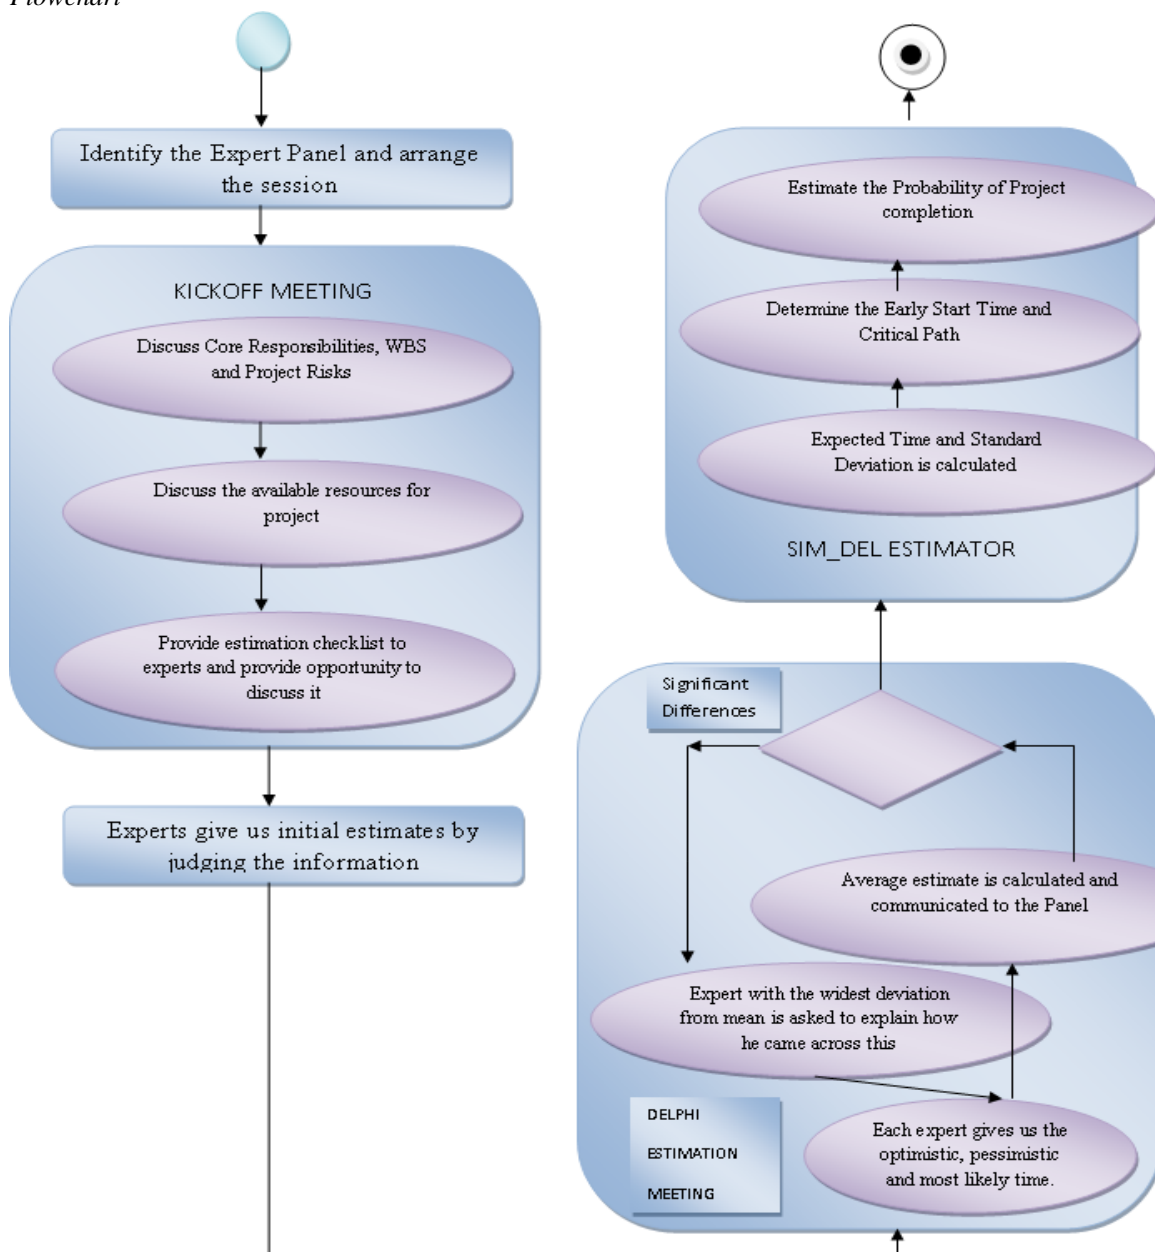 Flowchart
Identify the Expert Panel and arrange
the session
KICKOFF MEETING
Discuss Core Responsibilities, WBS
and Project Risks
Discuss the available resources for
project
Provide estimation checklist to
experts and provide opportunity to
discuss it
Experts give us initial estimates by
judging the information
Estimate the Probability of Project
completion
Determine the Early Start Time and
Critical Path
Expected Time and Standard
Deviation is calculated
SIM_DEL ESTIMATOR
Significant
Differences
Average estimate is calculated and
communicated to the Panel
Expert with the widest deviation
from mean is asked to explain how
he came across this
DELPHI
ESTIMATION
MEETING
Each expert gives us the
optimistic, pessimistic
and most likely time.